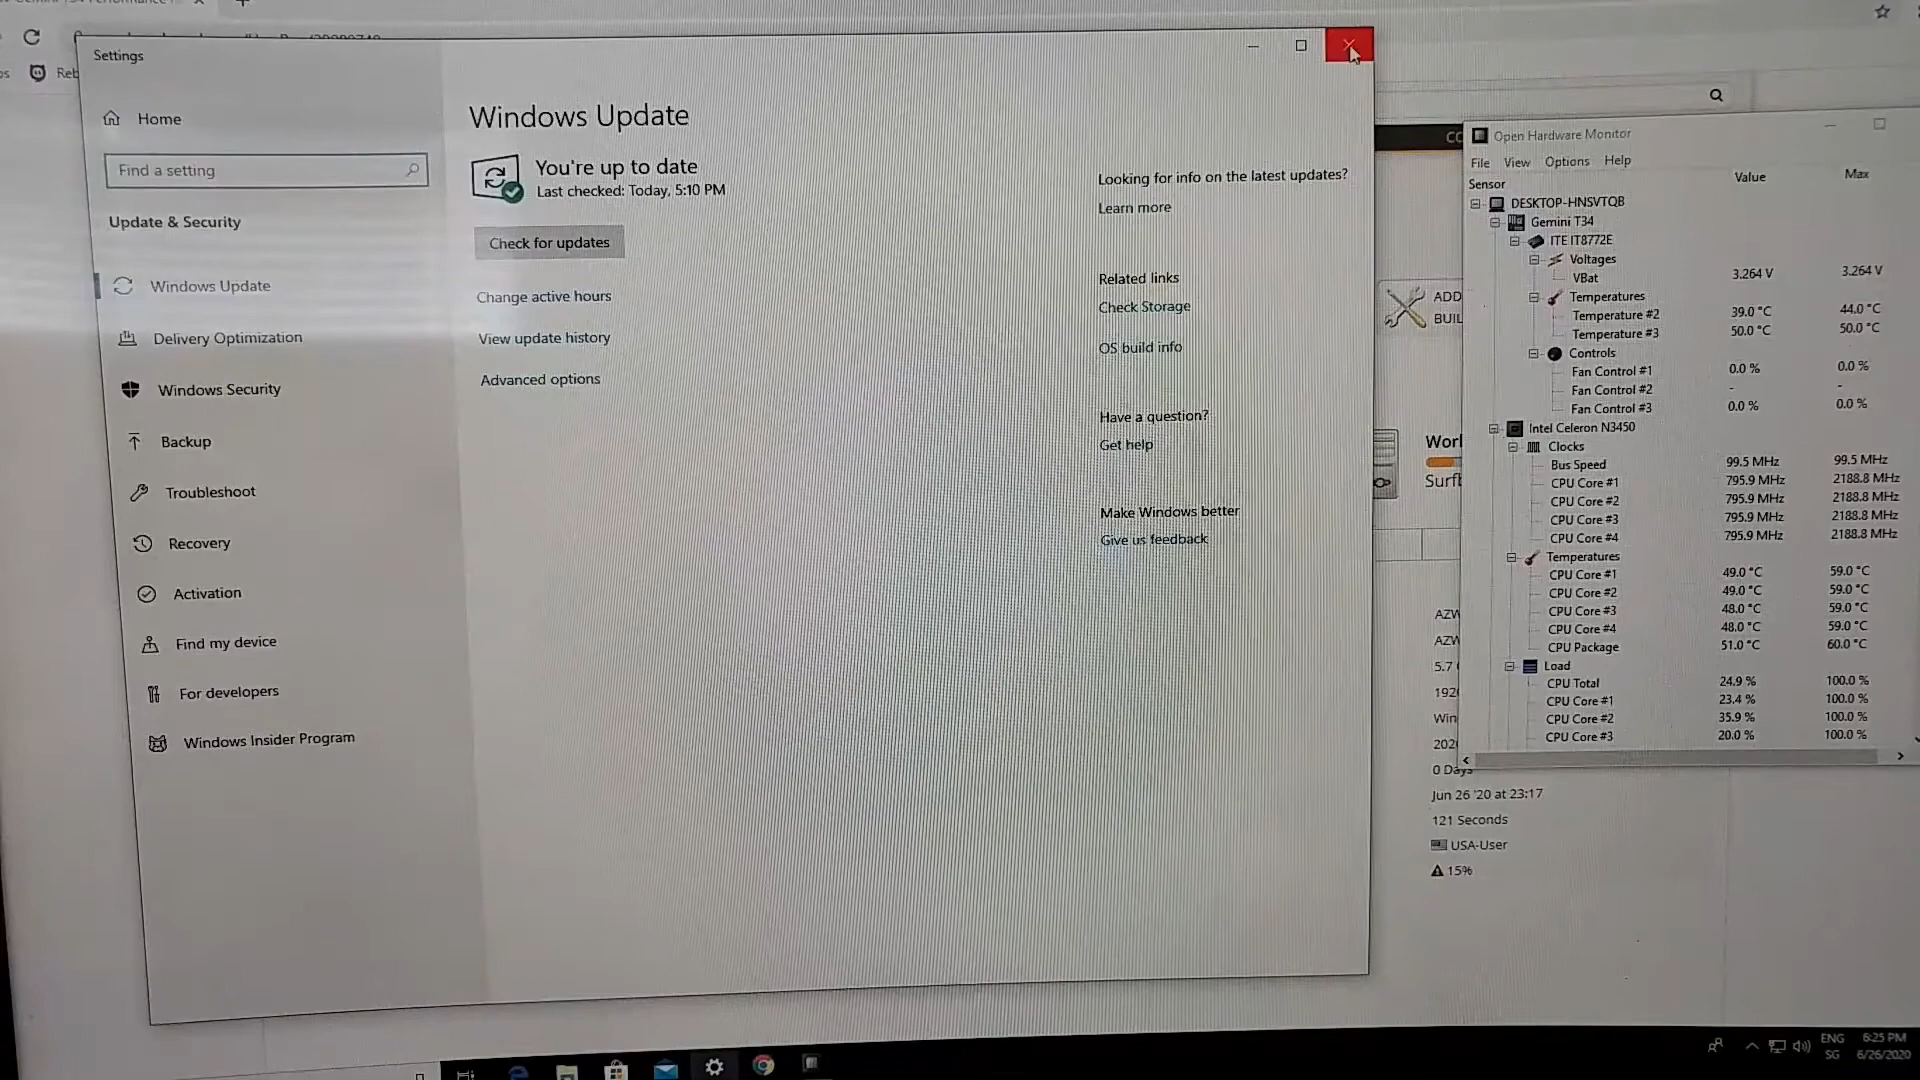 Settings
Home
Find a setting
Update & Security
Windows Update
Delivery Optimization
Windows Security
Backup
Troubleshoot
Recovery
Activation
Find my device
For developers
Windows Insider Program
Windows Update
You're up to date
Last checked: Today, 5:10 PM
Check for updates
Change active hours
View update history
Advanced options
Looking for info on the latest updates?
Learn more
Related links
Check Storage
OS build info
Have a question?
Get help
Make Windows better
Give us feedback
Open Hardware Monitor
File View Options Help
Sensor Value Max
DESKTOP-HNSVTQB
Gemini T34
ITE IT8772E
Voltages
VBat 3.264 V 3.264 V
Temperatures
Temperature #2 39.0 °C 44.0 °C
Temperature #3 50.0 °C 50.0 °C
Controls
Fan Control #1 0.0 % 0.0 %
Fan Control #2 - -
Fan Control #3 0.0 % 0.0 %
Intel Celeron N3450
Clocks
Bus Speed 99.5 MHz 99.5 MHz
CPU Core #1 795.9 MHz 2188.8 MHz
CPU Core #2 795.9 MHz 2188.8 MHz
CPU Core #3 795.9 MHz 2188.8 MHz
CPU Core #4 795.9 MHz 2188.8 MHz
Temperatures
CPU Core #1 49.0 °C 59.0 °C
CPU Core #2 49.0 °C 59.0 °C
CPU Core #3 48.0 °C 59.0 °C
CPU Core #4 48.0 °C 59.0 °C
CPU Package 51.0 °C 60.0 °C
Load
CPU Total 24.9 % 100.0 %
CPU Core #1 23.4 % 100.0 %
CPU Core #2 35.9 % 100.0 %
CPU Core #3 20.0 % 100.0 %
ADD
BUIL
Worl
Surfb
AZW
AZW
5.7
192
Win
202
0 Days
Jun 26 '20 at 23:17
121 Seconds
USA-User
15%
ENG
SG
6:25 PM
6/26/2020